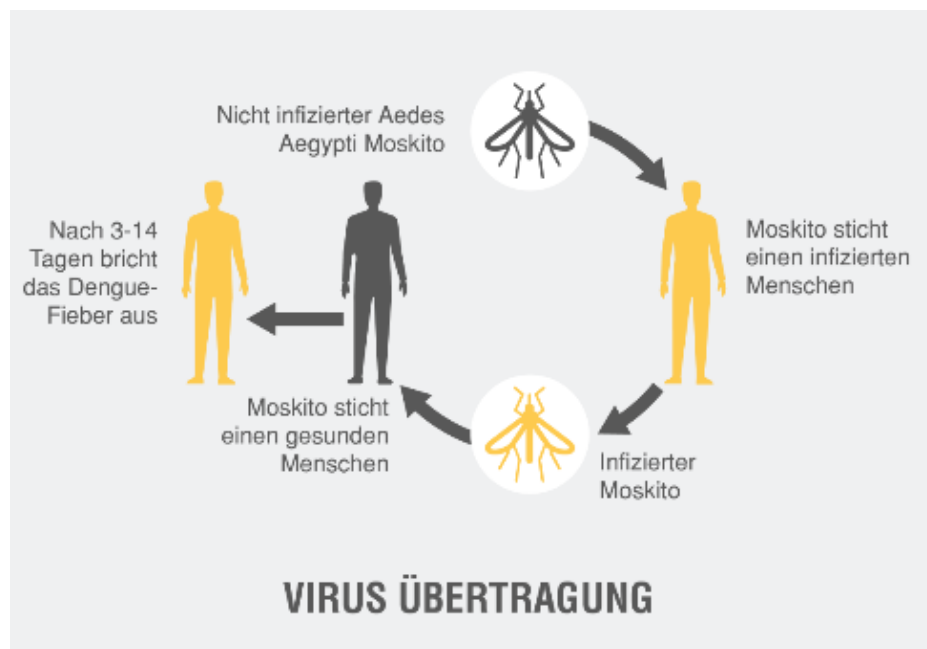 Nicht infizierter Aedes
Aegypti Moskito
Moskito sticht
einen infizierten
Menschen
Infizierter
Moskito
Moskito sticht
einen gesunden
Menschen
Nach 3-14
Tagen bricht
das Dengue-
Fieber aus
VIRUS ÜBERTRAGUNG